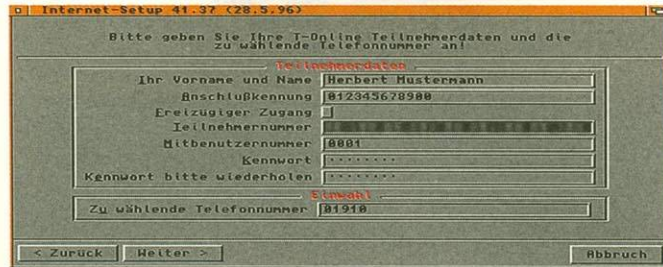 Internet-Setup 41.37 (28.5.96)
Bitte geben Sie Ihre T-Online Teilnehmerdaten und die
zu wählende Telefonnummer an!
Teilnehmerdaten
Ihr Vorname und Name Herbert Mustermann
Anschlußkennung 012345678900
Freizügiger Zugang
Teilnehmernummer
Mitbenutzernummer 0001
Kennwort ········
Kennwort bitte wiederholen ········
Einwahl
Zu wählende Telefonnummer 01910
< Zurück Weiter > Abbruch